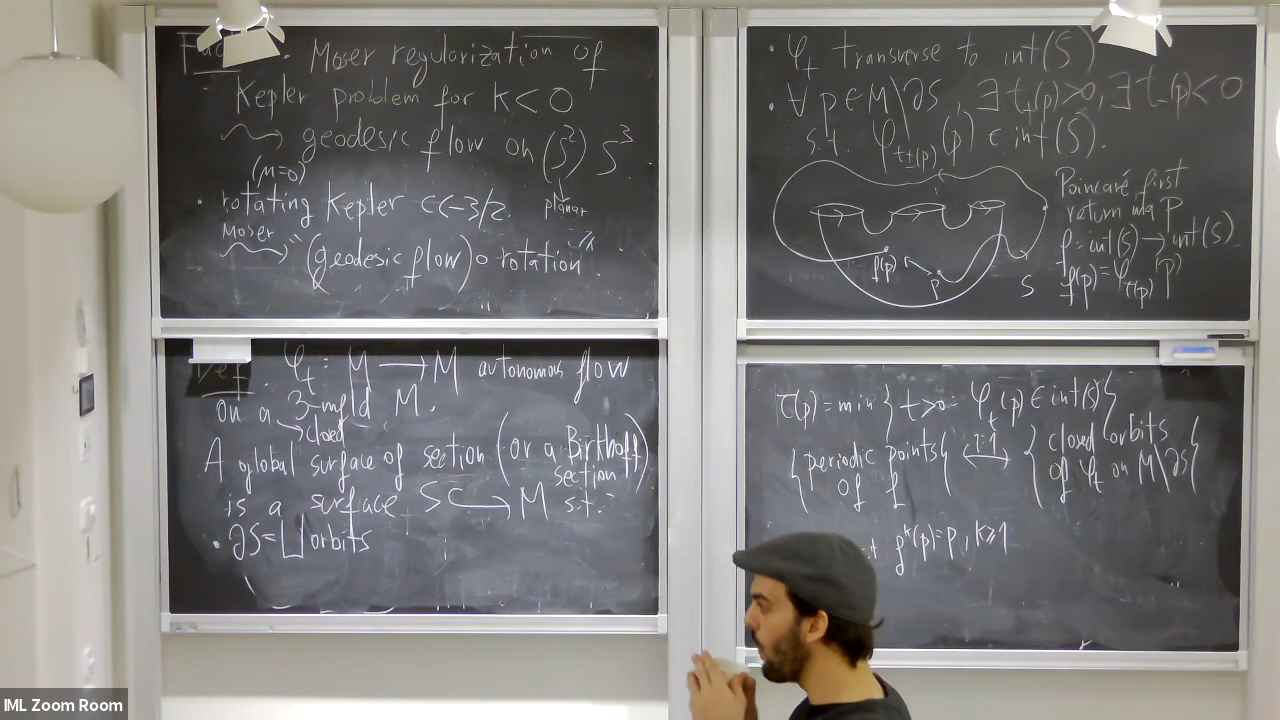 Fact. Moser regularization of
Kepler problem for K<0
⇝ geodesic flow on (S²) S³
(μ=0)
planar
· rotating Kepler c<-3/2.
Moser
⇝ "(geodesic flow) ∘ rotation".
Def. φ_t : M → M autonomous flow
on a 3-mfld M.
closed
A global surface of section (or a Birkhoff
section)
is a surface S ↪ M s.t.
· ∂S = ⊔ orbits
· φ_t transverse to int(S)
· ∀ p ∈ M\∂S, ∃ t₊(p)>0, ∃ t₋(p)<0
s.t. φ_{t±(p)}(p) ∈ int(S).
Poincaré first
return map
f: int(S) → int(S).
f(p) = φ_{τ(p)}(p)
f(p)
p
S
τ(p) = min { t>0: φ_t(p) ∈ int(S) }
{ periodic points of f } ⟷ 1:1 { closed orbits of φ_t on M\∂S }
f^k(p)=p, k≥1
IML Zoom Room